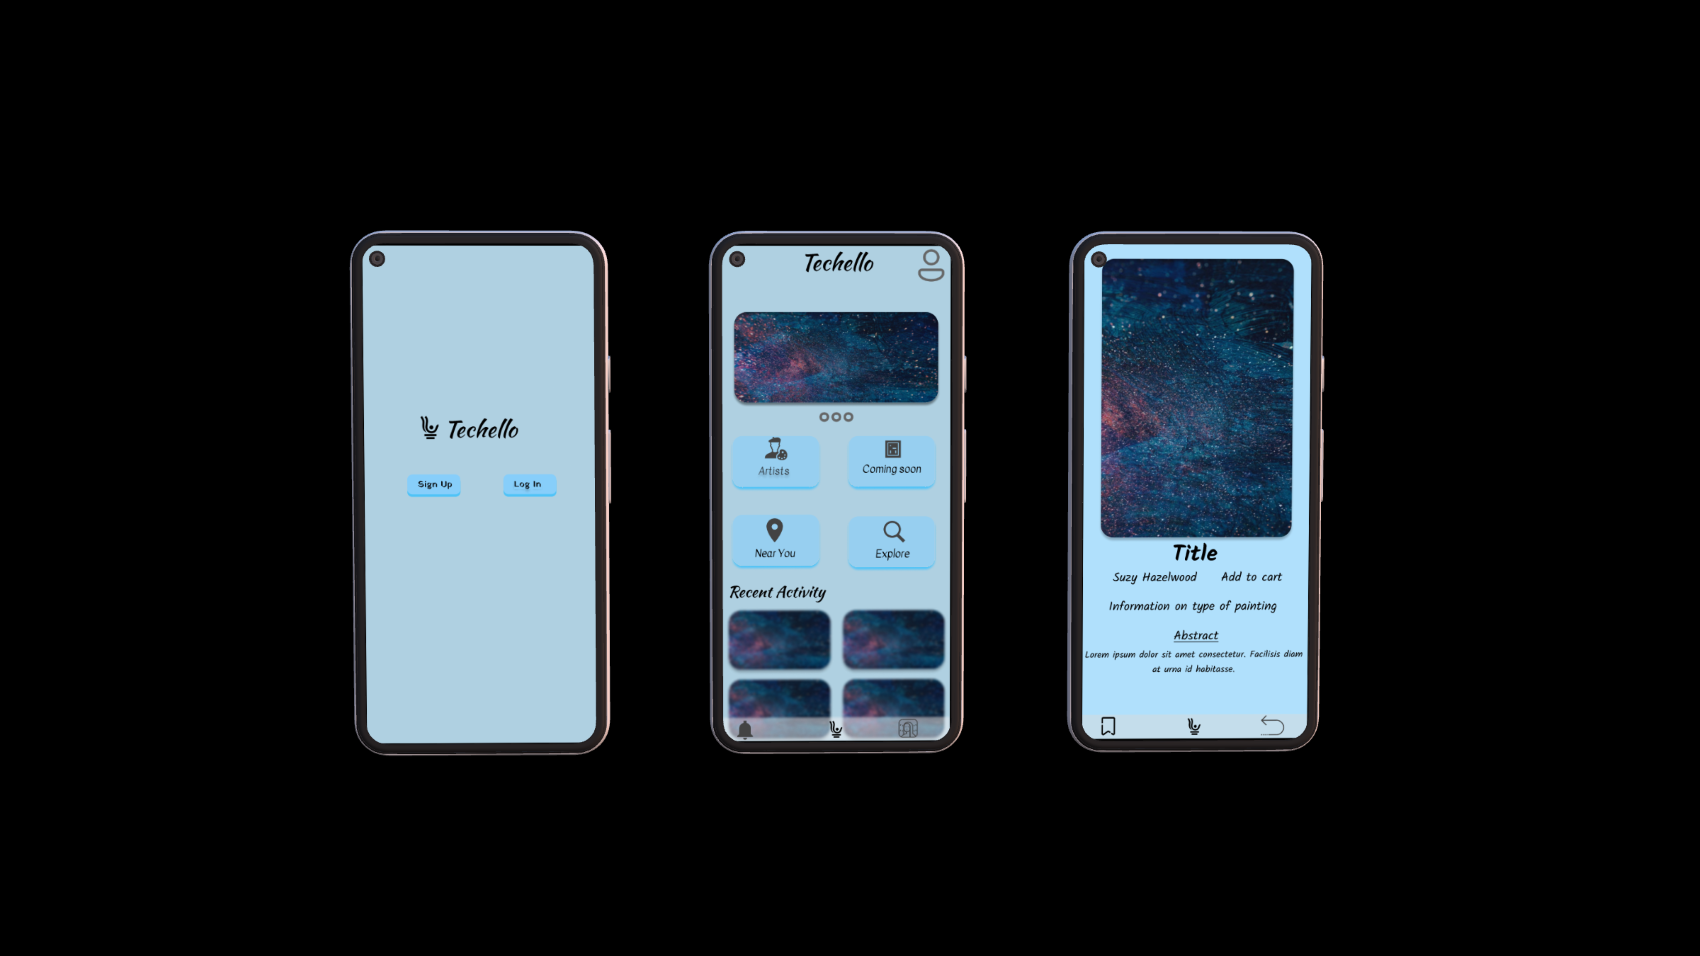 Techello
Sign Up
Log In
Techello
Artists
Coming soon
Near You
Explore
Recent Activity
Title
Suzy Hazelwood
Add to cart
Information on type of painting
Abstract
Lorem ipsum dolor sit amet consectetur. Facilisis diam
at urna id habitasse.